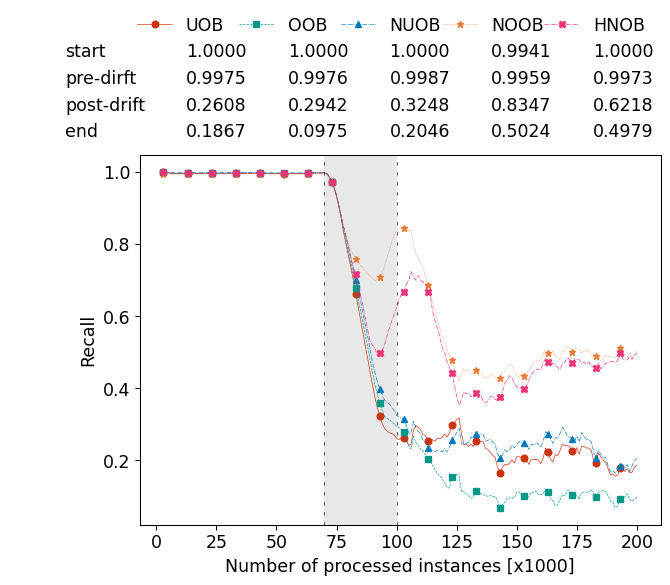 UOB OOB NUOB NOOB HNOB
start 1.0000 1.0000 1.0000 0.9941 1.0000
pre-dirft 0.9975 0.9976 0.9987 0.9959 0.9973
post-drift 0.2608 0.2942 0.3248 0.8347 0.6218
end 0.1867 0.0975 0.2046 0.5024 0.4979
1.0
0.8
0.6
0.4
0.2
Recall
0 25 50 75 100 125 150 175 200
Number of processed instances [x1000]